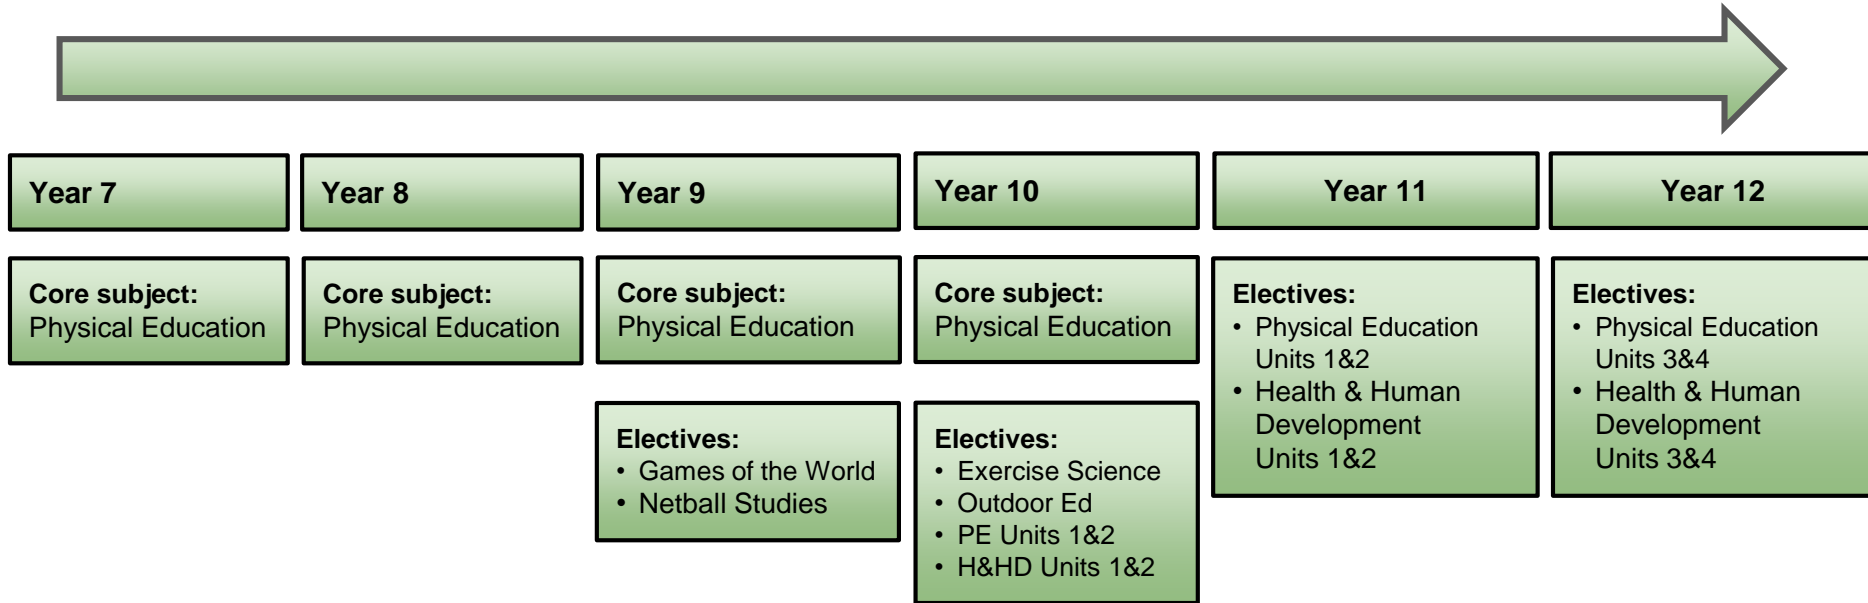 Year 7
Year 8
Year 9
Year 10
Year 11
Year 12
Core subject:
Physical Education
Core subject:
Physical Education
Core subject:
Physical Education
Core subject:
Physical Education
Electives:
• Physical Education
Units 1&2
• Health & Human
Development
Units 1&2
Electives:
• Physical Education
Units 3&4
• Health & Human
Development
Units 3&4
Electives:
• Games of the World
• Netball Studies
Electives:
• Exercise Science
• Outdoor Ed
• PE Units 1&2
• H&HD Units 1&2